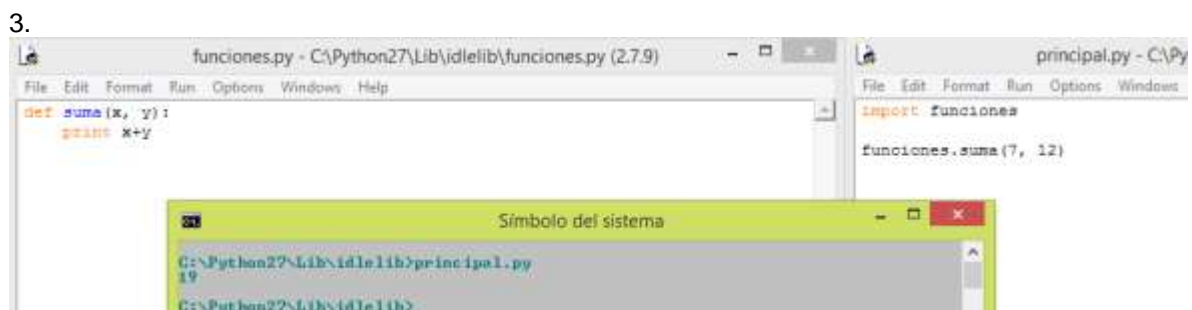 3.
funciones.py - C:\Python27\Lib\idlelib\funciones.py (2.7.9)
File Edit Format Run Options Windows Help
def suma(x, y):
    print x+y
principal.py - C:\Py
File Edit Format Run Options Windows
import funciones
funciones.suma(7, 12)
Símbolo del sistema
C:\Python27\Lib\idlelib>principal.py
19
C:\Python27\Lib\idlelib>